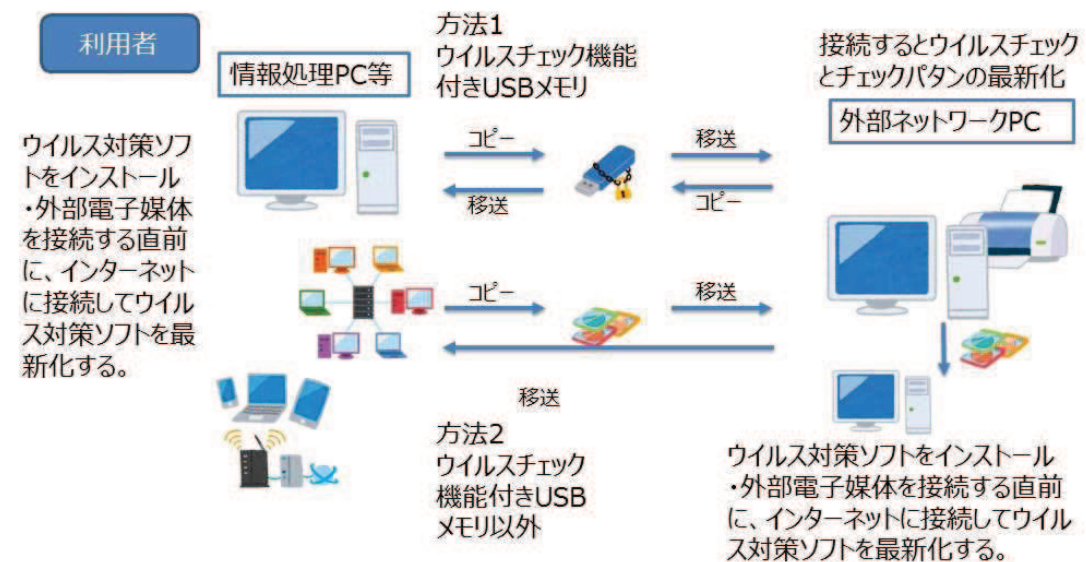 利用者
情報処理PC等
ウイルス対策ソフ
トをインストール
・外部電子媒体
を接続する直前
に、インターネット
に接続してウイル
ス対策ソフトを最
新化する。
方法1
ウイルスチェック機能
付きUSBメモリ
コピー
移送
移送
コピー
接続するとウイルスチェック
とチェックパタンの最新化
外部ネットワークPC
コピー
移送
移送
方法2
ウイルスチェック
機能付きUSB
メモリ以外
ウイルス対策ソフトをインストール
・外部電子媒体を接続する直前
に、インターネットに接続してウイル
ス対策ソフトを最新化する。